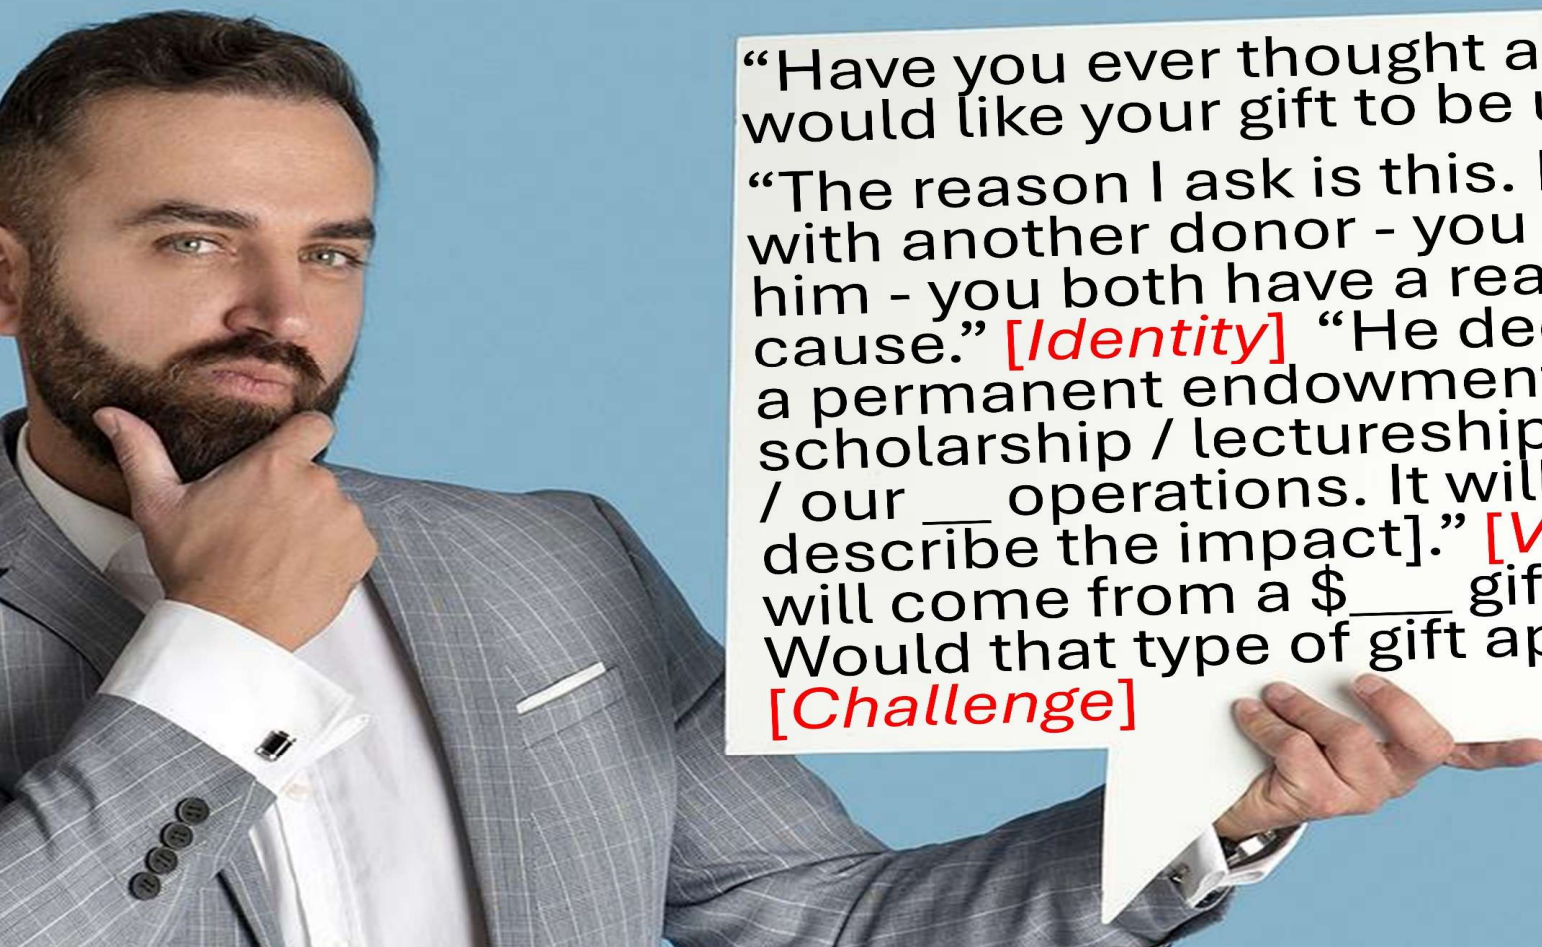 “Have you ever thought a
would like your gift to be
“The reason I ask is this.
with another donor - you
him - you both have a rea
cause.” [Identity] “He de
a permanent endowmen
scholarship / lectureship
/ our __ operations. It will
describe the impact].” [V
will come from a $___ gif
Would that type of gift ap
[Challenge]